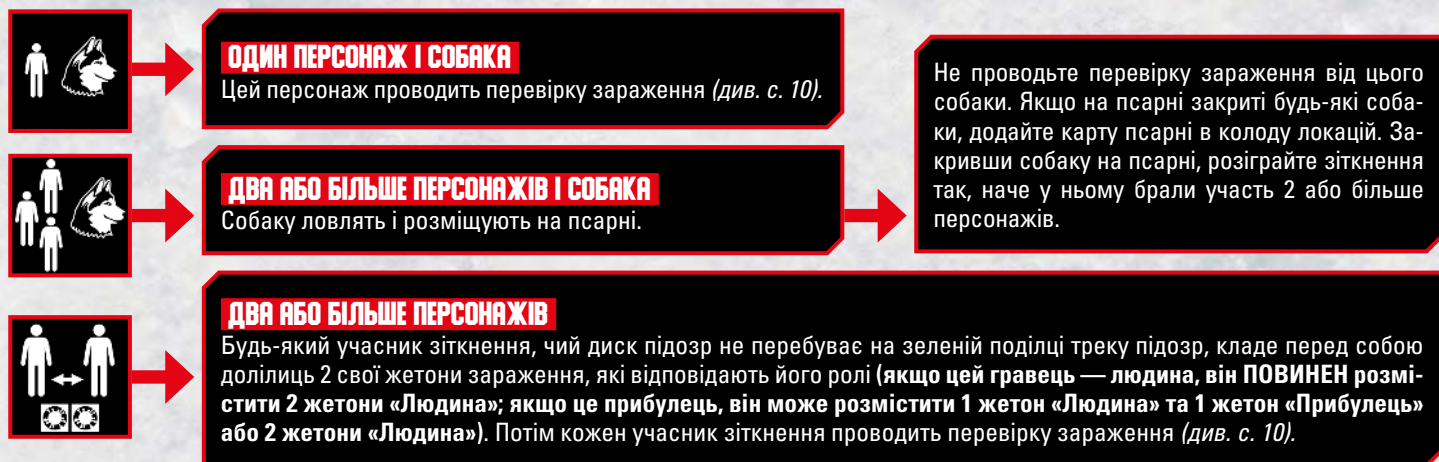 ОДИН ПЕРСОНАЖ І СОБАКА
Цей персонаж проводить перевірку зараження (див. с. 10).
ДВА АБО БІЛЬШЕ ПЕРСОНАЖІВ І СОБАКА
Собаку ловлять і розміщують на псарні.
Не проводьте перевірку зараження від цього
собаки. Якщо на псарні закриті будь-які соба-
ки, додайте карту псарні в колоду локацій. За-
кривши собаку на псарні, розіграйте зіткнення
так, наче у ньому брали участь 2 або більше
персонажів.
ДВА АБО БІЛЬШЕ ПЕРСОНАЖІВ
Будь-який учасник зіткнення, чий диск підозр не перебуває на зеленій поділці треку підозр, кладе перед собою
долілиць 2 свої жетони зараження, які відповідають його ролі (якщо цей гравець — людина, він ПОВИНЕН розмі-
стити 2 жетони «Людина»; якщо це прибулець, він може розмістити 1 жетон «Людина» та 1 жетон «Прибулець»
або 2 жетони «Людина»). Потім кожен учасник зіткнення проводить перевірку зараження (див. с. 10).